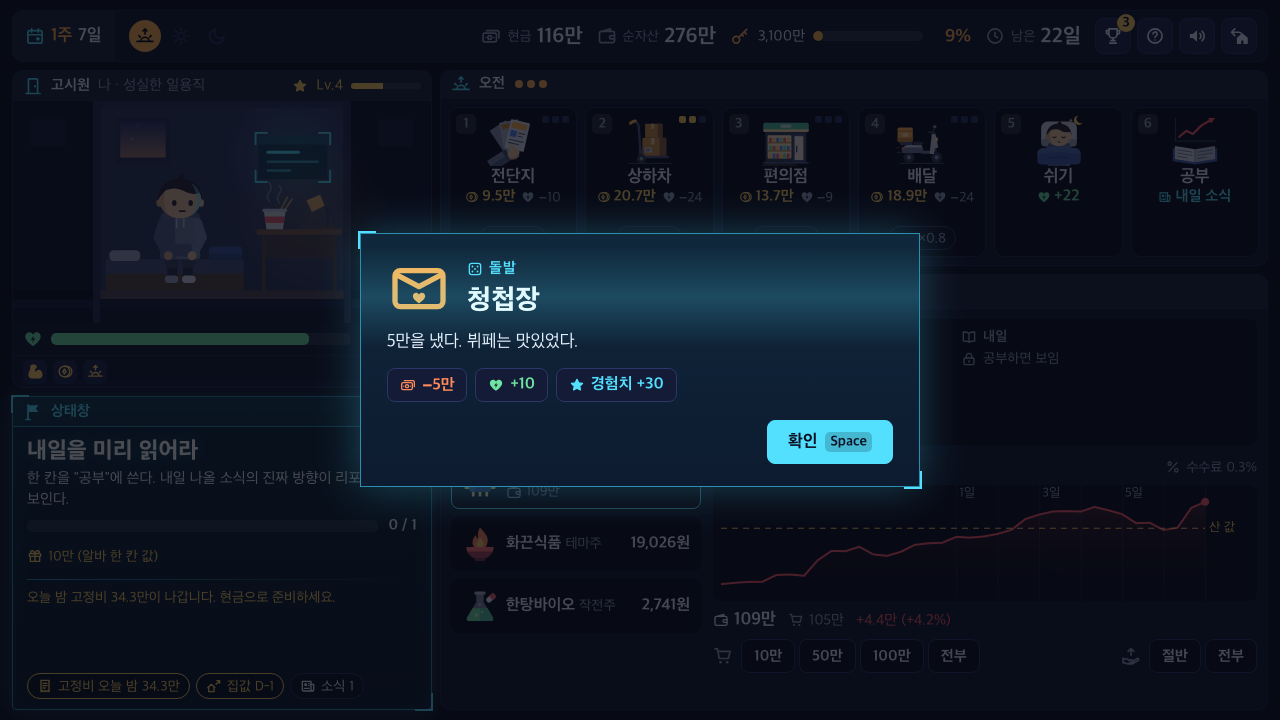 1주 7일
현금 116만 순자산 276만 3,100만 9% 남은 22일 3
고시원 나 · 성실한 일용직 Lv.4
오전
1 2 3 4 5 6
전단지 상하차 편의점 배달 쉬기 공부
9.5만 −10 20.7만 −24 13.7만 −9 18.9만 −24 +22 내일 소식
×0.8
돌발
청첩장
5만을 냈다. 뷔페는 맛있었다.
−5만 +10 경험치 +30
확인 Space
내일
공부하면 보임
상태창
내일을 미리 읽어라
한 칸을 "공부"에 쓴다. 내일 나올 소식의 진짜 방향이 리포
보인다.
0 / 1
10만 (알바 한 칸 값)
오늘 밤 고정비 34.3만이 나갑니다. 현금으로 준비하세요.
고정비 오늘 밤 34.3만 집값 D-1 소식 1
109만
화끈식품 테마주 19,026원
한탕바이오 작전주 2,741원
수수료 0.3%
1일 3일 5일
산 값
109만 105만 +4.4만 (+4.2%)
10만 50만 100만 전부 절반 전부